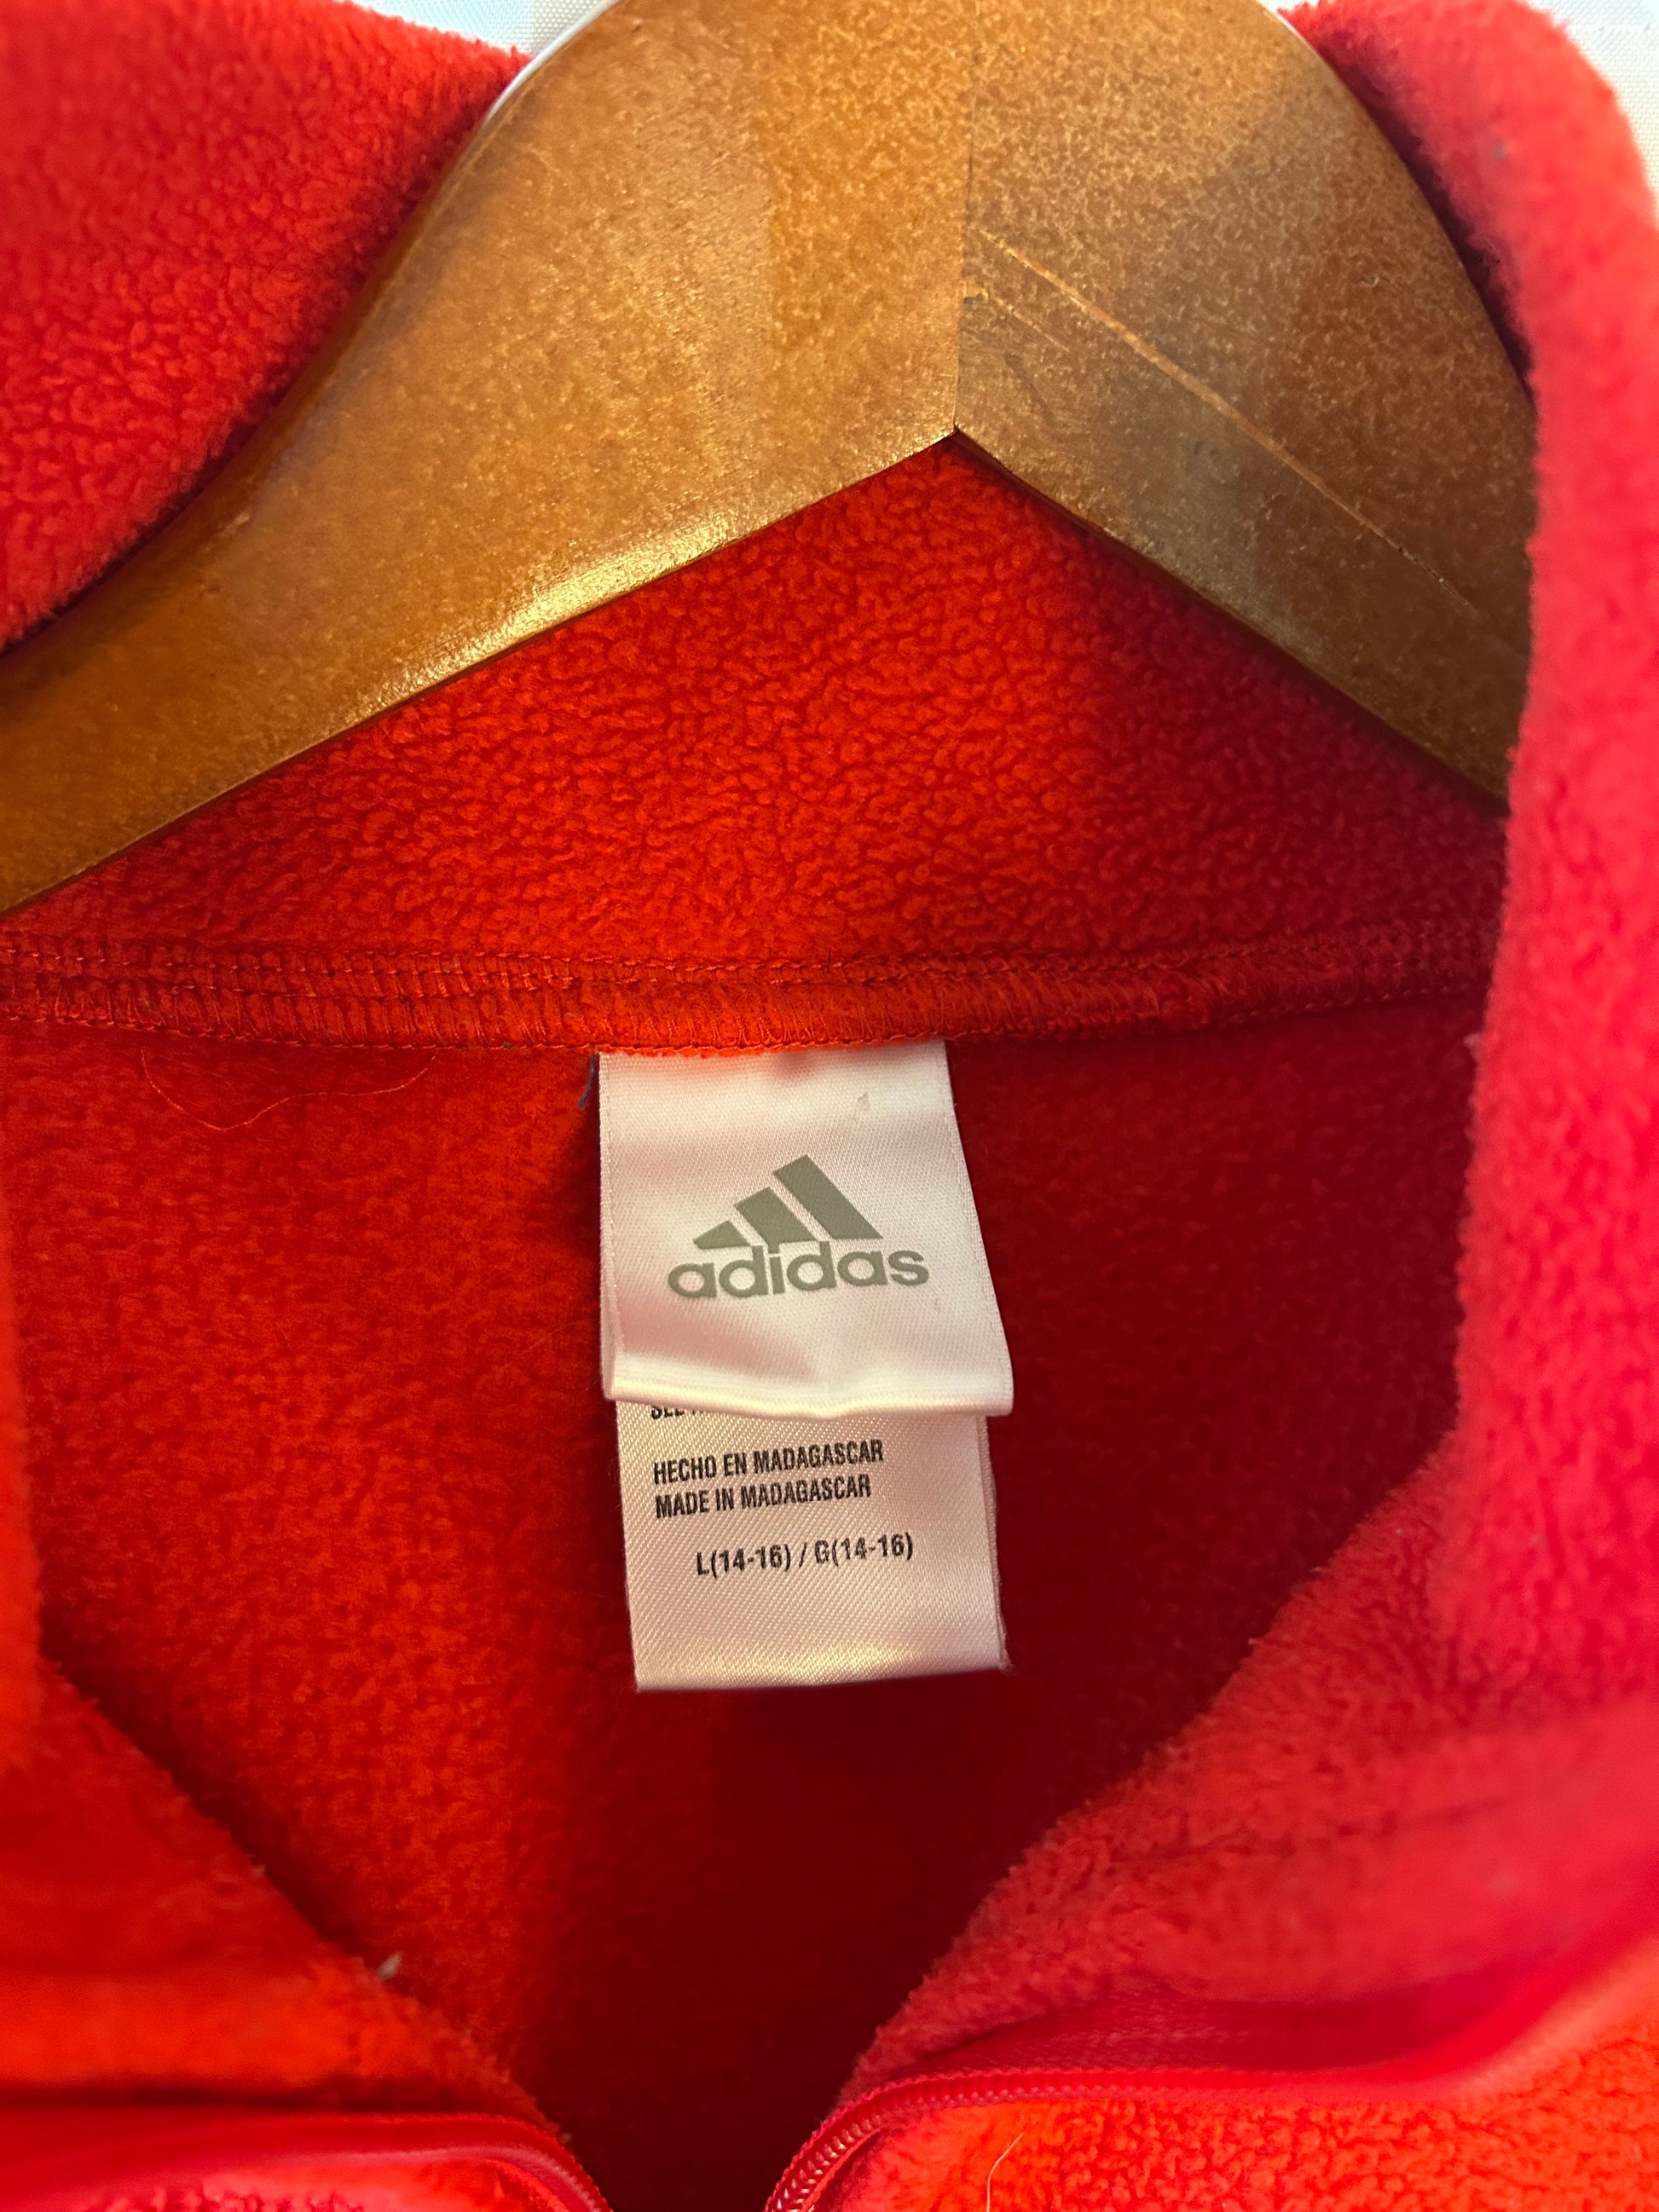 adidas
HECHO EN MADAGASCAR
MADE IN MADAGASCAR
L(14-16) / G(14-16)